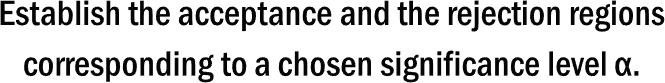 Establish the acceptance and the rejection regions
corresponding to a chosen significance level α.